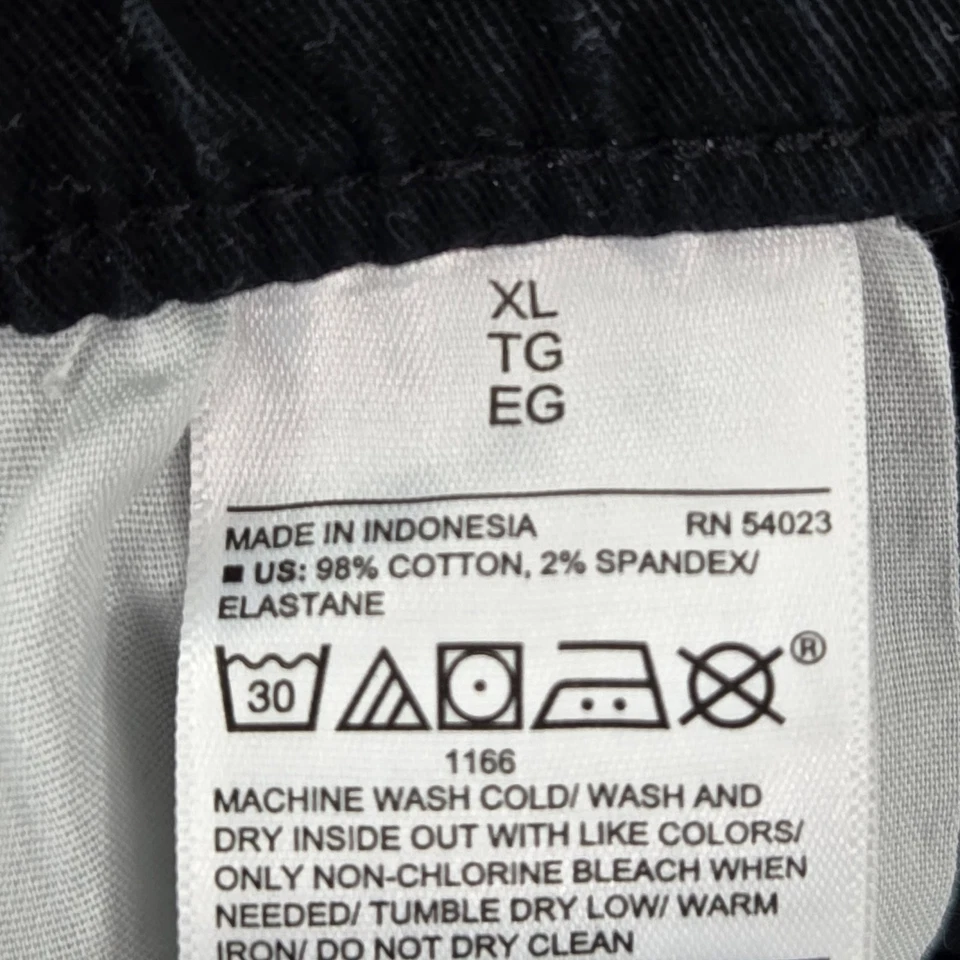 XL
TG
EG
MADE IN INDONESIA RN 54023
■ US: 98% COTTON, 2% SPANDEX/
ELASTANE
30 ®
1166
MACHINE WASH COLD/ WASH AND
DRY INSIDE OUT WITH LIKE COLORS/
ONLY NON-CHLORINE BLEACH WHEN
NEEDED/ TUMBLE DRY LOW/ WARM
IRON/ DO NOT DRY CLEAN